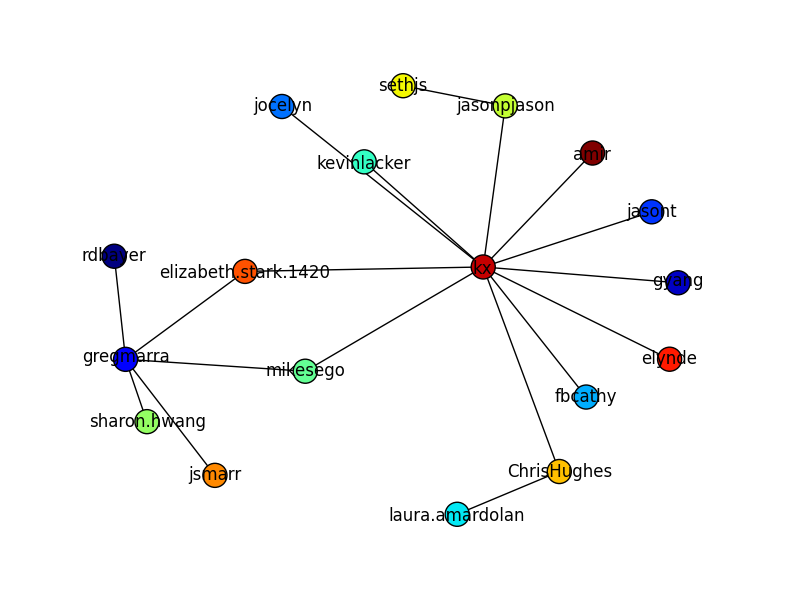 sethjs
jocelyn
jasonpjason
amir
kevinlacker
jasont
rdbayer
elizabeth.stark.1420
kx
gyang
gregmarra
mikesego
elynde
fbcathy
sharon.hwang
jsmarr
ChrisHughes
laura.amardolan